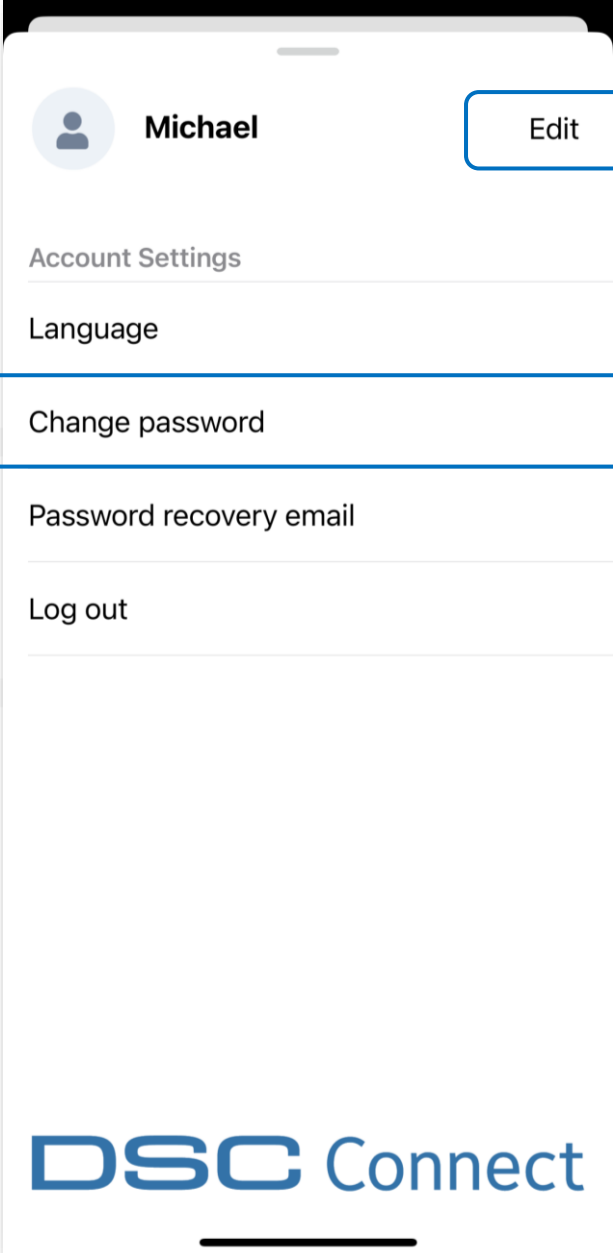 Michael
Edit
Account Settings
Language
Change password
Password recovery email
Log out
DSC Connect